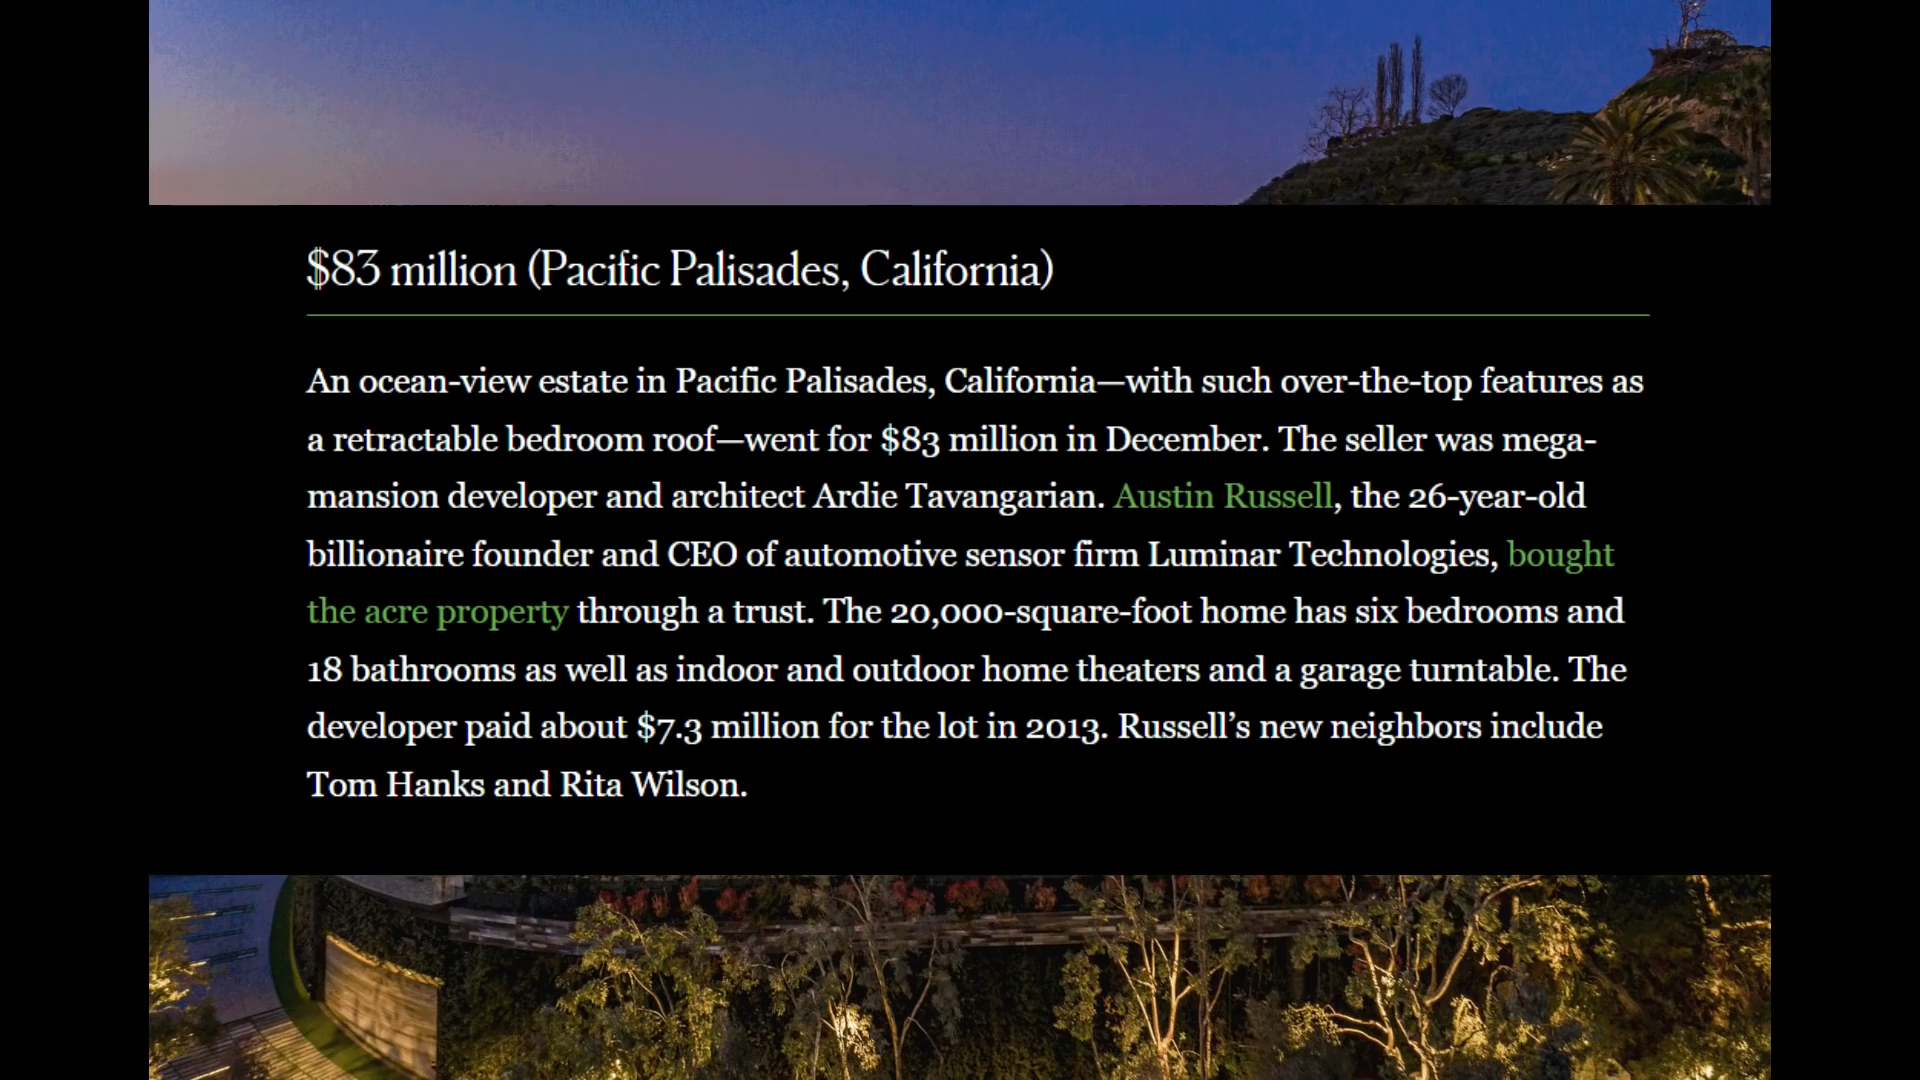 $83 million (Pacific Palisades, California)
An ocean-view estate in Pacific Palisades, California—with such over-the-top features as
a retractable bedroom roof—went for $83 million in December. The seller was mega-
mansion developer and architect Ardie Tavangarian. Austin Russell, the 26-year-old
billionaire founder and CEO of automotive sensor firm Luminar Technologies, bought
the acre property through a trust. The 20,000-square-foot home has six bedrooms and
18 bathrooms as well as indoor and outdoor home theaters and a garage turntable. The
developer paid about $7.3 million for the lot in 2013. Russell’s new neighbors include
Tom Hanks and Rita Wilson.